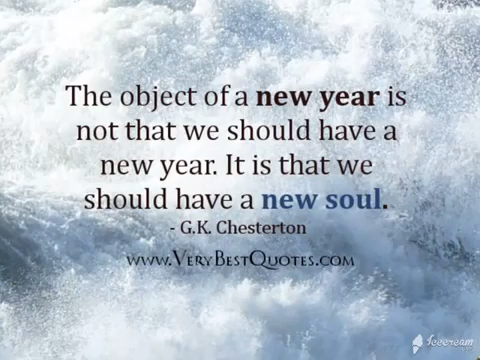 The object of a new year is
not that we should have a
new year. It is that we
should have a new soul.
- G.K. Chesterton
www.VeryBestQuotes.com
Icecream